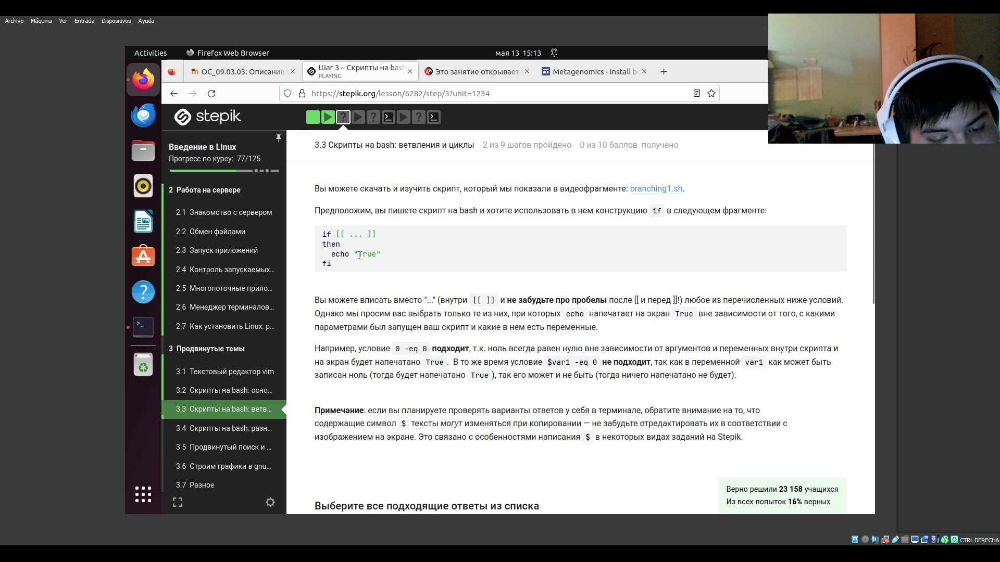 Archivo Máquina Ver Entrada Dispositivos Ayuda
Activities Firefox Web Browser мая 13 15:13
ОС_09.03.03: Описание
Шаг 3 – Скрипты на bash
PLAYING
Это занятие открывает
Metagenomics - Install bc
https://stepik.org/lesson/6282/step/3?unit=1234
stepik
Введение в Linux
Прогресс по курсу: 77/125
2 Работа на сервере
2.1 Знакомство с сервером
2.2 Обмен файлами
2.3 Запуск приложений
2.4 Контроль запускаемых...
2.5 Многопоточные прило...
2.6 Менеджер терминалов...
2.7 Как установить Linux: р...
3 Продвинутые темы
3.1 Текстовый редактор vim
3.2 Скрипты на bash: осно...
3.3 Скрипты на bash: ветв...
3.4 Скрипты на bash: разн...
3.5 Продвинутый поиск и ...
3.6 Строим графики в gnu...
3.7 Разное
3.3 Скрипты на bash: ветвления и циклы 2 из 9 шагов пройдено 0 из 10 баллов получено
Вы можете скачать и изучить скрипт, который мы показали в видеофрагменте: branching1.sh.
Предположим, вы пишете скрипт на bash и хотите использовать в нем конструкцию if в следующем фрагменте:
if [[ ... ]]
then
echo "True"
fi
Вы можете вписать вместо "..." (внутри [[ ]] и не забудьте про пробелы после [[ и перед ]]!) любое из перечисленных ниже условий.
Однако мы просим вас выбрать только те из них, при которых echo напечатает на экран True вне зависимости от того, с какими
параметрами был запущен ваш скрипт и какие в нем есть переменные.
Например, условие 0 -eq 0 подходит, т.к. ноль всегда равен нулю вне зависимости от аргументов и переменных внутри скрипта и
на экран будет напечатано True. В то же время условие $var1 -eq 0 не подходит, так как в переменной var1 как может быть
записан ноль (тогда будет напечатано True), так его может и не быть (тогда ничего напечатано не будет).
Примечание: если вы планируете проверять варианты ответов у себя в терминале, обратите внимание на то, что
содержащие символ $ тексты могут изменяться при копировании — не забудьте отредактировать их в соответствии с
изображением на экране. Это связано с особенностями написания $ в некоторых видах заданий на Stepik.
Верно решили 23 158 учащихся
Из всех попыток 16% верных
Выберите все подходящие ответы из списка
CTRL DERECHA